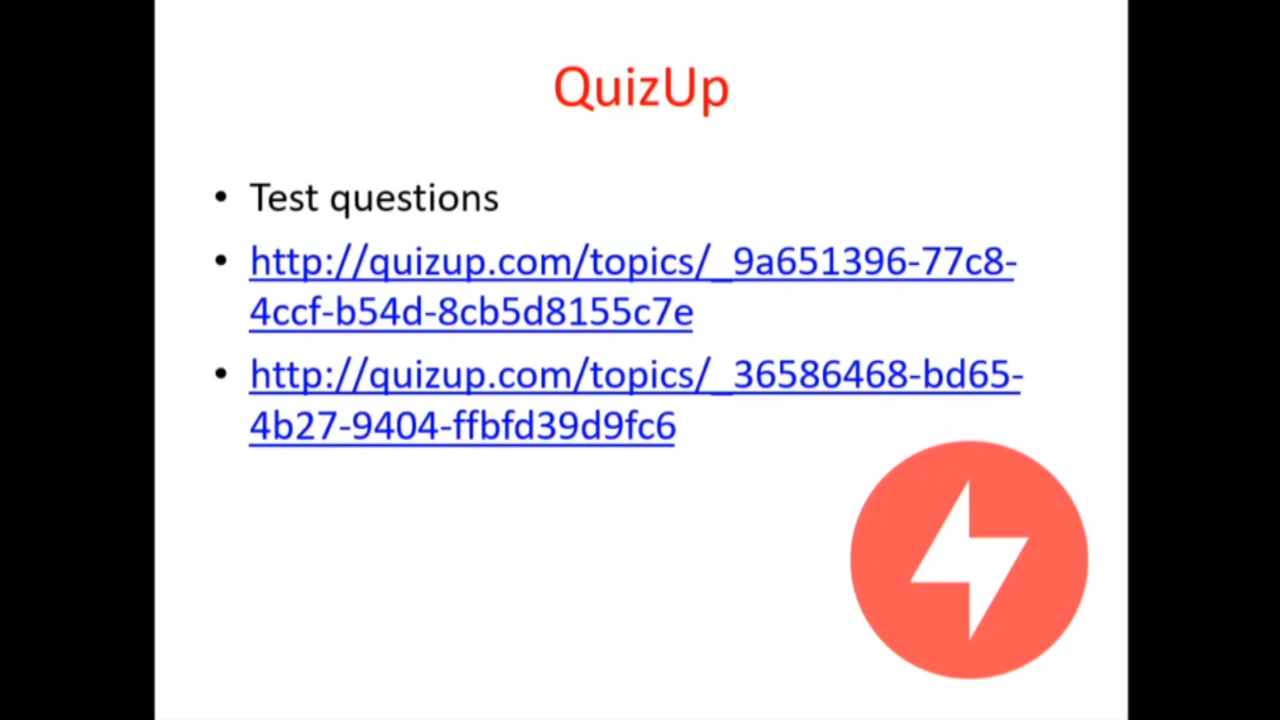 QuizUp
• Test questions
• http://quizup.com/topics/_9a651396-77c8-
4ccf-b54d-8cb5d8155c7e
• http://quizup.com/topics/_36586468-bd65-
4b27-9404-ffbfd39d9fc6